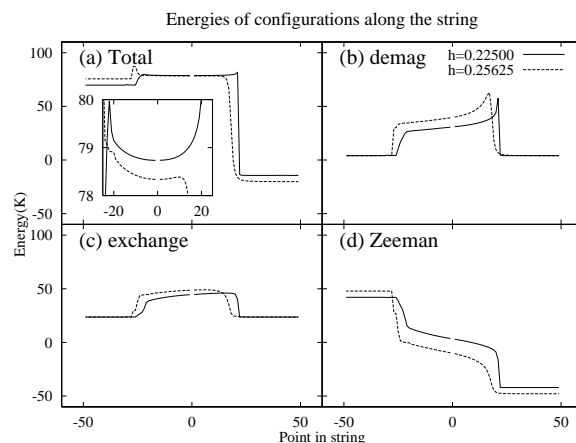 Energies of configurations along the string
(a) Total
(b) demag
h=0.22500
h=0.25625
100
50
0
-50
80
79
78
-20 0 20
(c) exchange
(d) Zeeman
100
50
0
-50
Energy(K)
-50 0 50
-50 0 50
Point in string